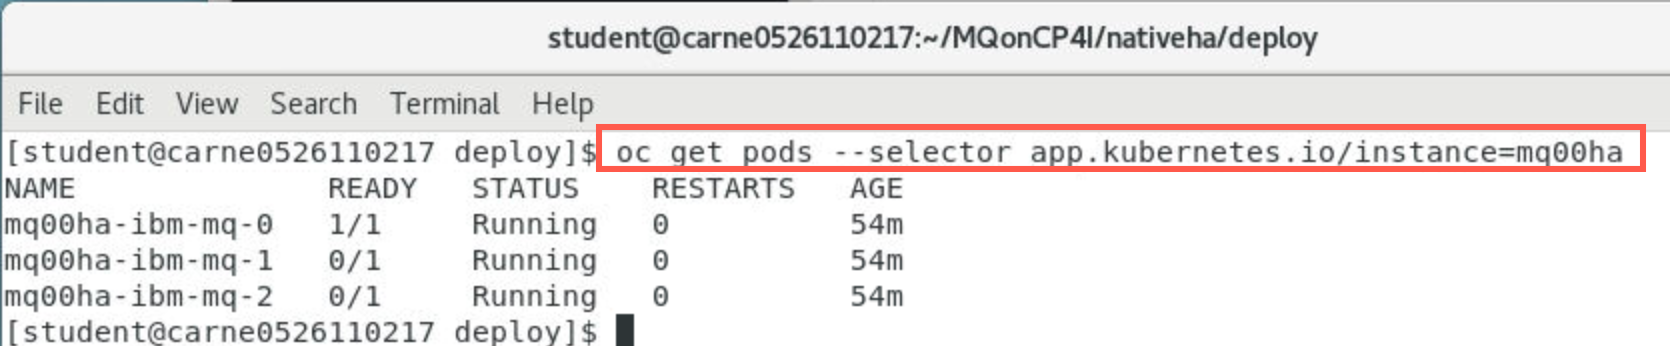 student@carne0526110217:~/MQonCP4I/nativeha/deploy
File Edit View Search Terminal Help
[student@carne0526110217 deploy]$ oc get pods --selector app.kubernetes.io/instance=mq00ha
NAME READY STATUS RESTARTS AGE
mq00ha-ibm-mq-0 1/1 Running 0 54m
mq00ha-ibm-mq-1 0/1 Running 0 54m
mq00ha-ibm-mq-2 0/1 Running 0 54m
[student@carne0526110217 deploy]$